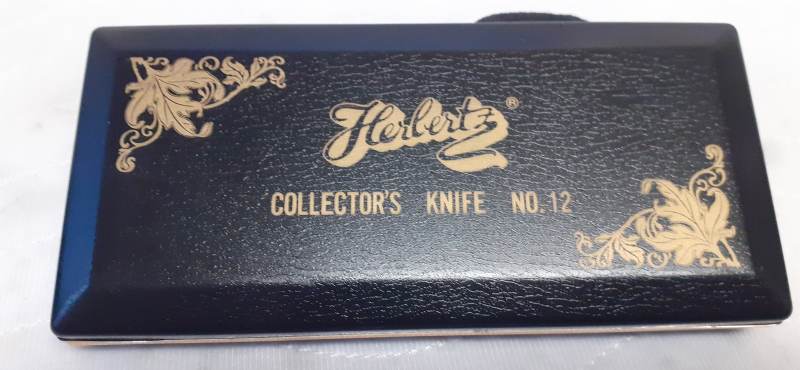 Herbertz®
COLLECTOR'S KNIFE NO. 12